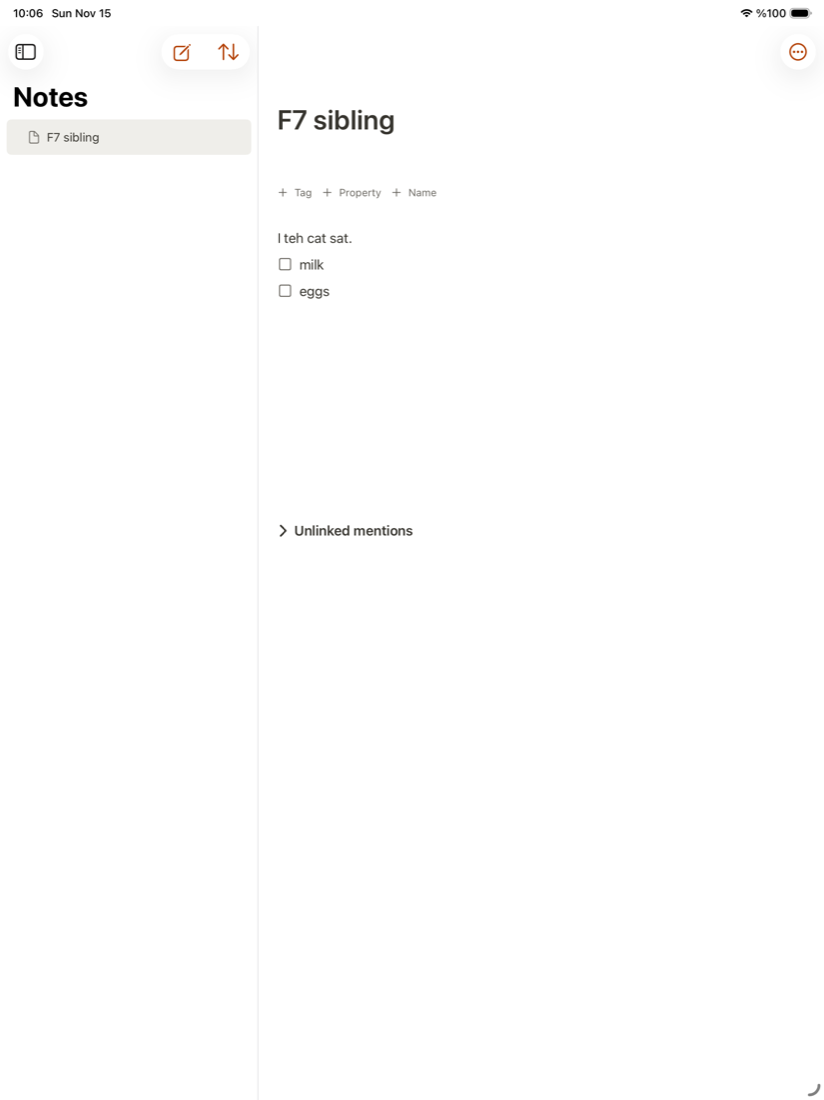 10:06 Sun Nov 15
%100
Notes
F7 sibling
F7 sibling
Tag Property Name
I teh cat sat.
milk
eggs
Unlinked mentions